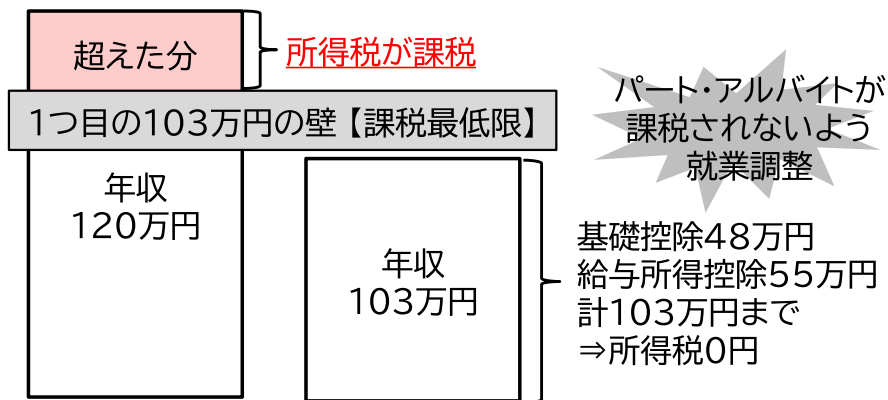 超えた分
所得税が課税
1つ目の103万円の壁【課税最低限】
パート・アルバイトが
課税されないよう
就業調整
年収
120万円
年収
103万円
基礎控除48万円
給与所得控除55万円
計103万円まで
⇒所得税0円